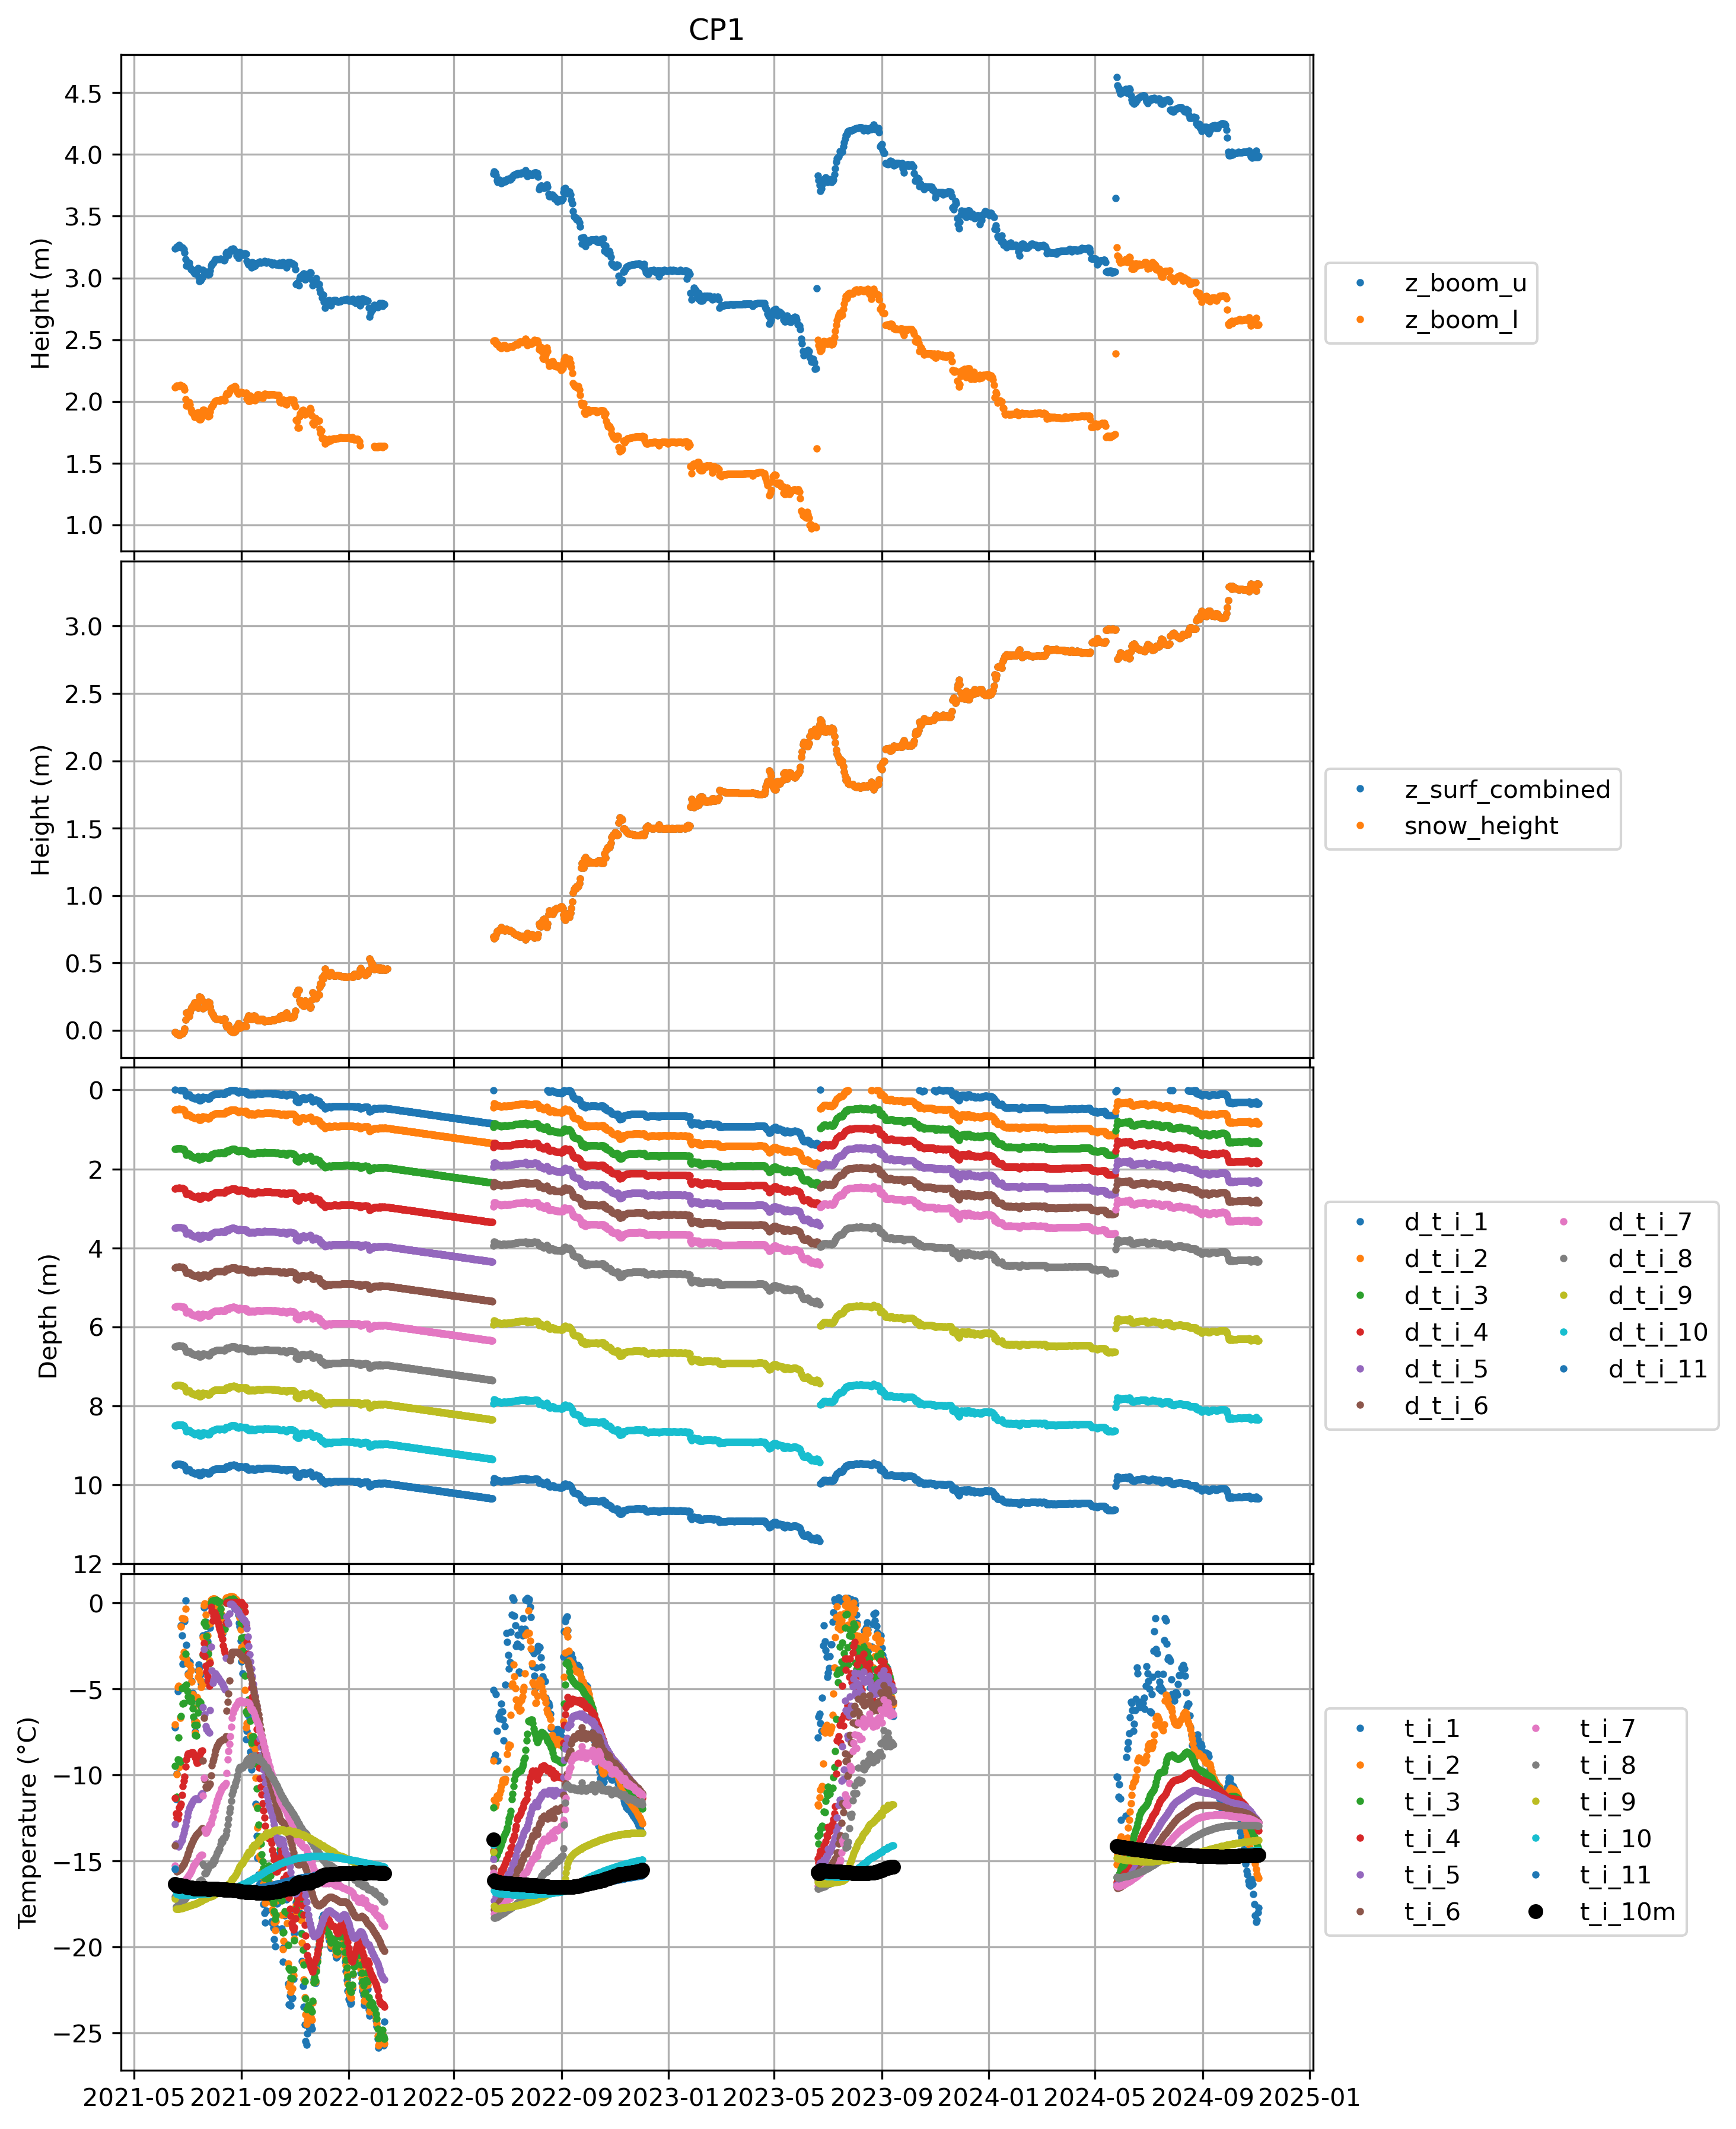 CP1
Height (m)
4.5
4.0
3.5
3.0
2.5
2.0
1.5
1.0
z_boom_u
z_boom_l
Height (m)
3.0
2.5
2.0
1.5
1.0
0.5
0.0
z_surf_combined
snow_height
Depth (m)
0
2
4
6
8
10
12
d_t_i_1
d_t_i_2
d_t_i_3
d_t_i_4
d_t_i_5
d_t_i_6
d_t_i_7
d_t_i_8
d_t_i_9
d_t_i_10
d_t_i_11
Temperature (°C)
0
−5
−10
−15
−20
−25
t_i_1
t_i_2
t_i_3
t_i_4
t_i_5
t_i_6
t_i_7
t_i_8
t_i_9
t_i_10
t_i_11
t_i_10m
2021-05 2021-09 2022-01 2022-05 2022-09 2023-01 2023-05 2023-09 2024-01 2024-05 2024-09 2025-01